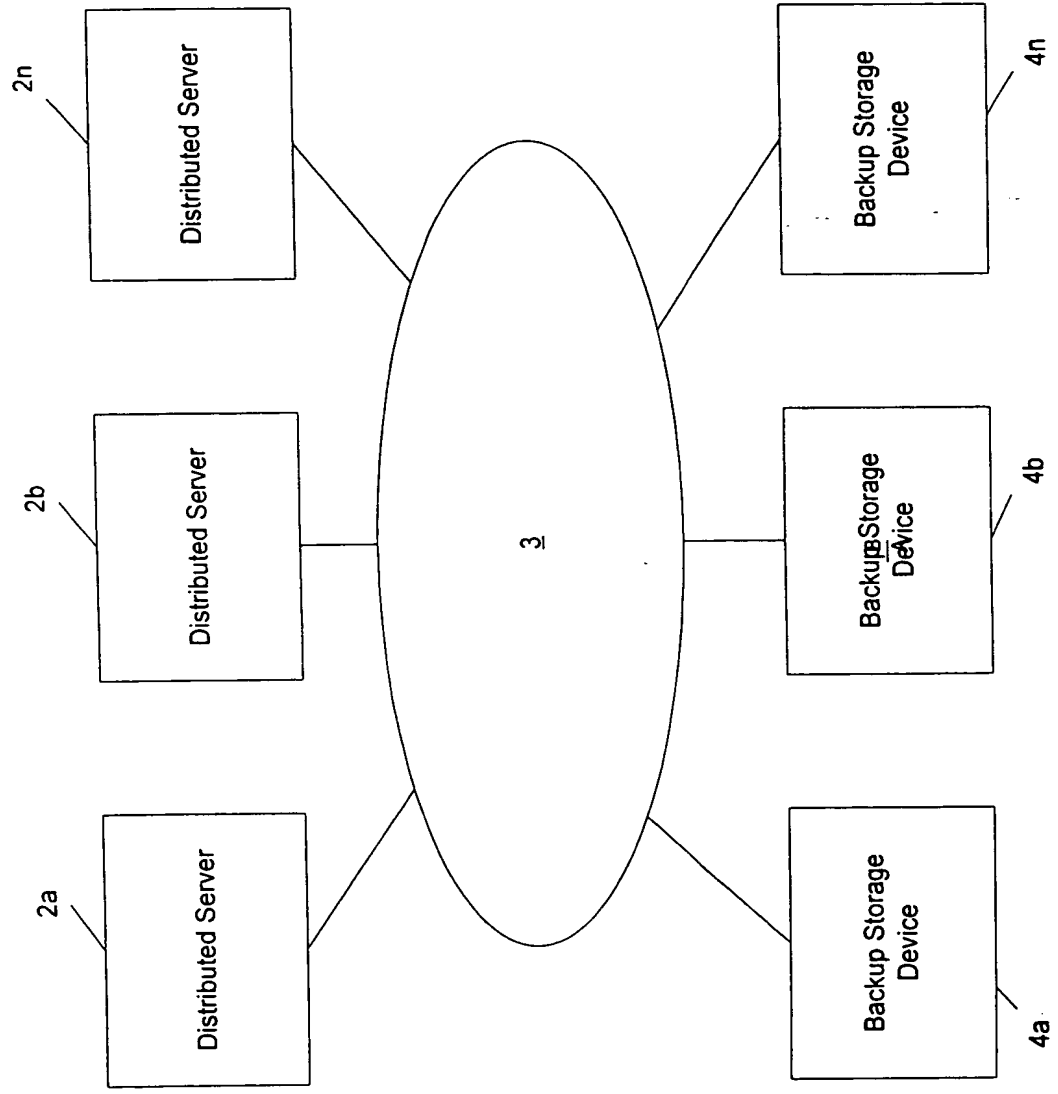 2a
2b
2n
Distributed Server
Distributed Server
Distributed Server
3
Backup Storage
Device
Backup Storage
Device
Backup Storage
Device
4a
4b
4n